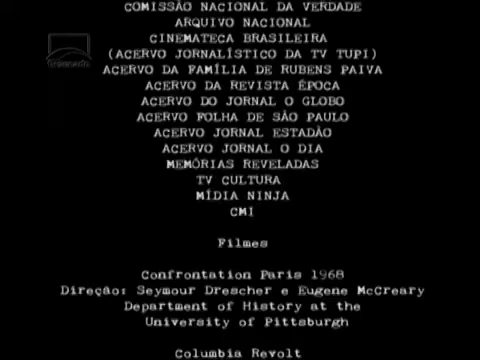 COMISSÃO NACIONAL DA VERDADE
ARQUIVO NACIONAL
CINEMATECA BRASILEIRA
(ACERVO JORNALÍSTICO DA TV TUPI)
ACERVO DA FAMÍLIA DE RUBENS PAIVA
ACERVO DA REVISTA ÉPOCA
ACERVO DO JORNAL O GLOBO
ACERVO FOLHA DE SÃO PAULO
ACERVO JORNAL ESTADÃO
ACERVO JORNAL O DIA
MEMÓRIAS REVELADAS
TV CULTURA
MÍDIA NINJA
CMI
Filmes
Confrontation Paris 1968
Direção: Seymour Drescher e Eugene McCreary
Department of History at the
University of Pittsburgh
Columbia Revolt